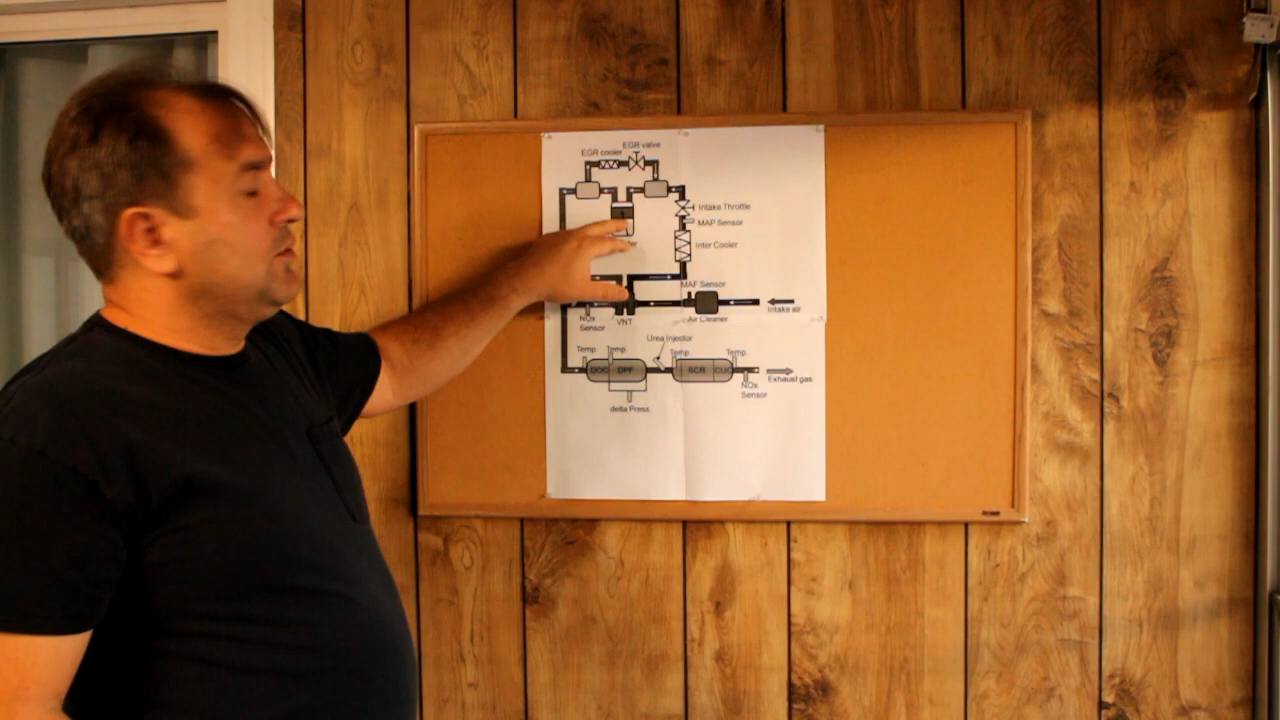 EGR valve
EGR cooler
Intake Throttle
MAP Sensor
Inter Cooler
MAF Sensor
Intake air
Air Cleaner
NOx
Sensor
VNT
Urea Injector
Temp. Temp. Temp. Temp.
DOC DPF SCR CUC
Exhaust gas
NOx
Sensor
delta Press.